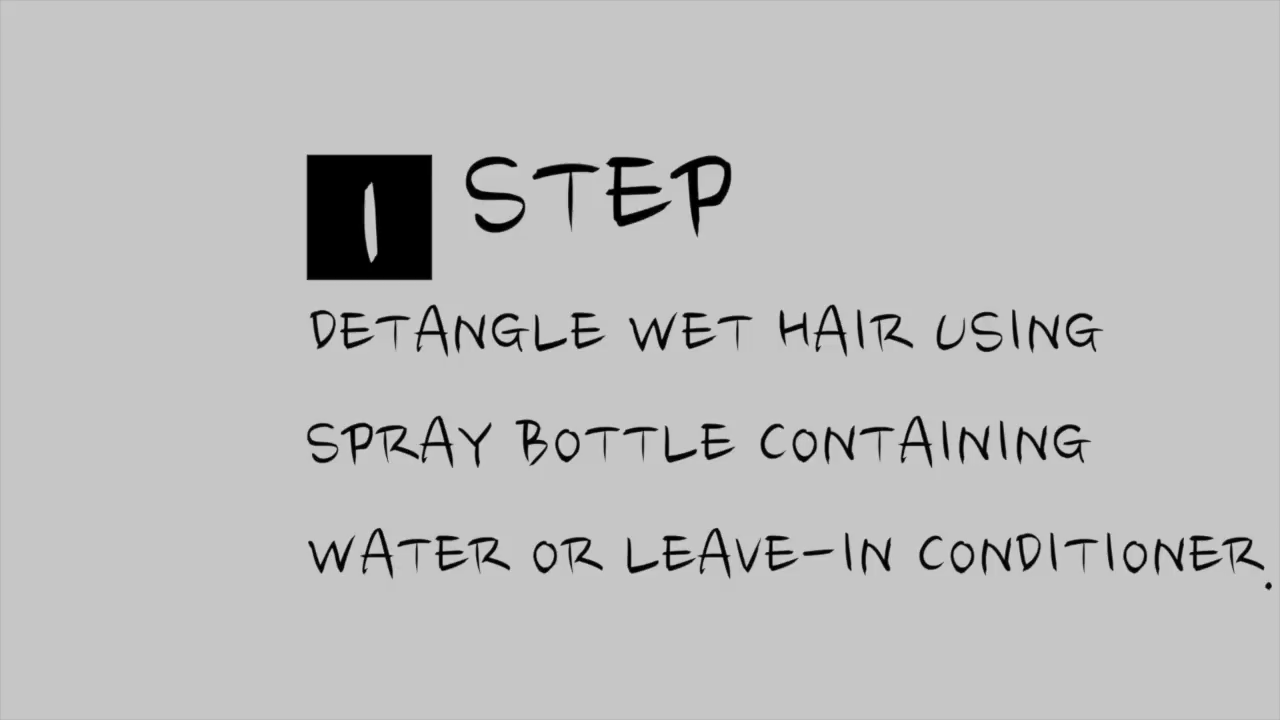 1 STEP
DETANGLE WET HAIR USING
SPRAY BOTTLE CONTAINING
WATER OR LEAVE-IN CONDITIONER.